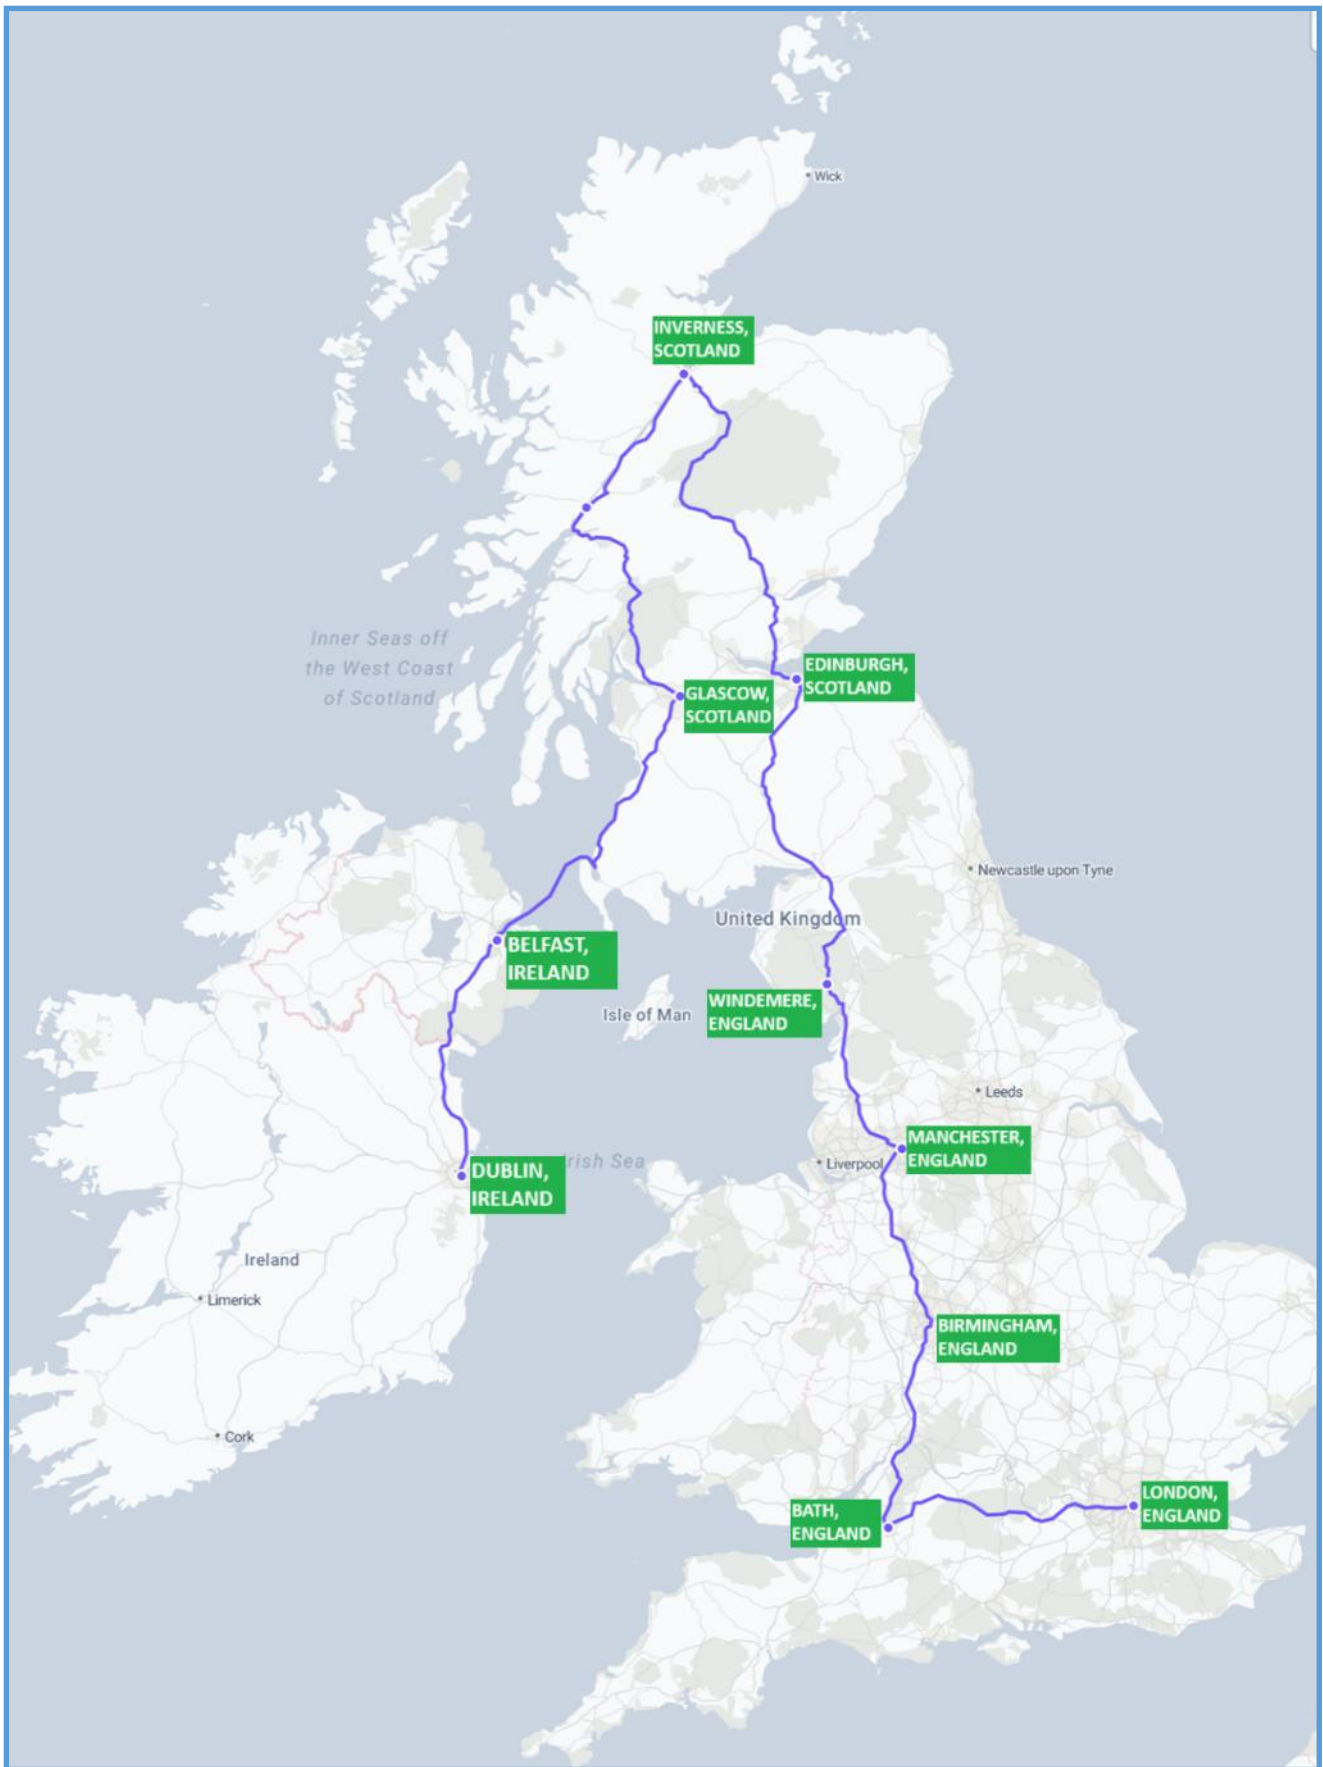 Wick
INVERNESS,
SCOTLAND
Inner Seas off
the West Coast
of Scotland
EDINBURGH,
SCOTLAND
GLASCOW,
SCOTLAND
Newcastle upon Tyne
United Kingdom
BELFAST,
IRELAND
WINDEMERE,
ENGLAND
Isle of Man
Leeds
MANCHESTER,
ENGLAND
Liverpool
DUBLIN,
IRELAND
Irish Sea
Ireland
Limerick
BIRMINGHAM,
ENGLAND
Cork
BATH,
ENGLAND
LONDON,
ENGLAND